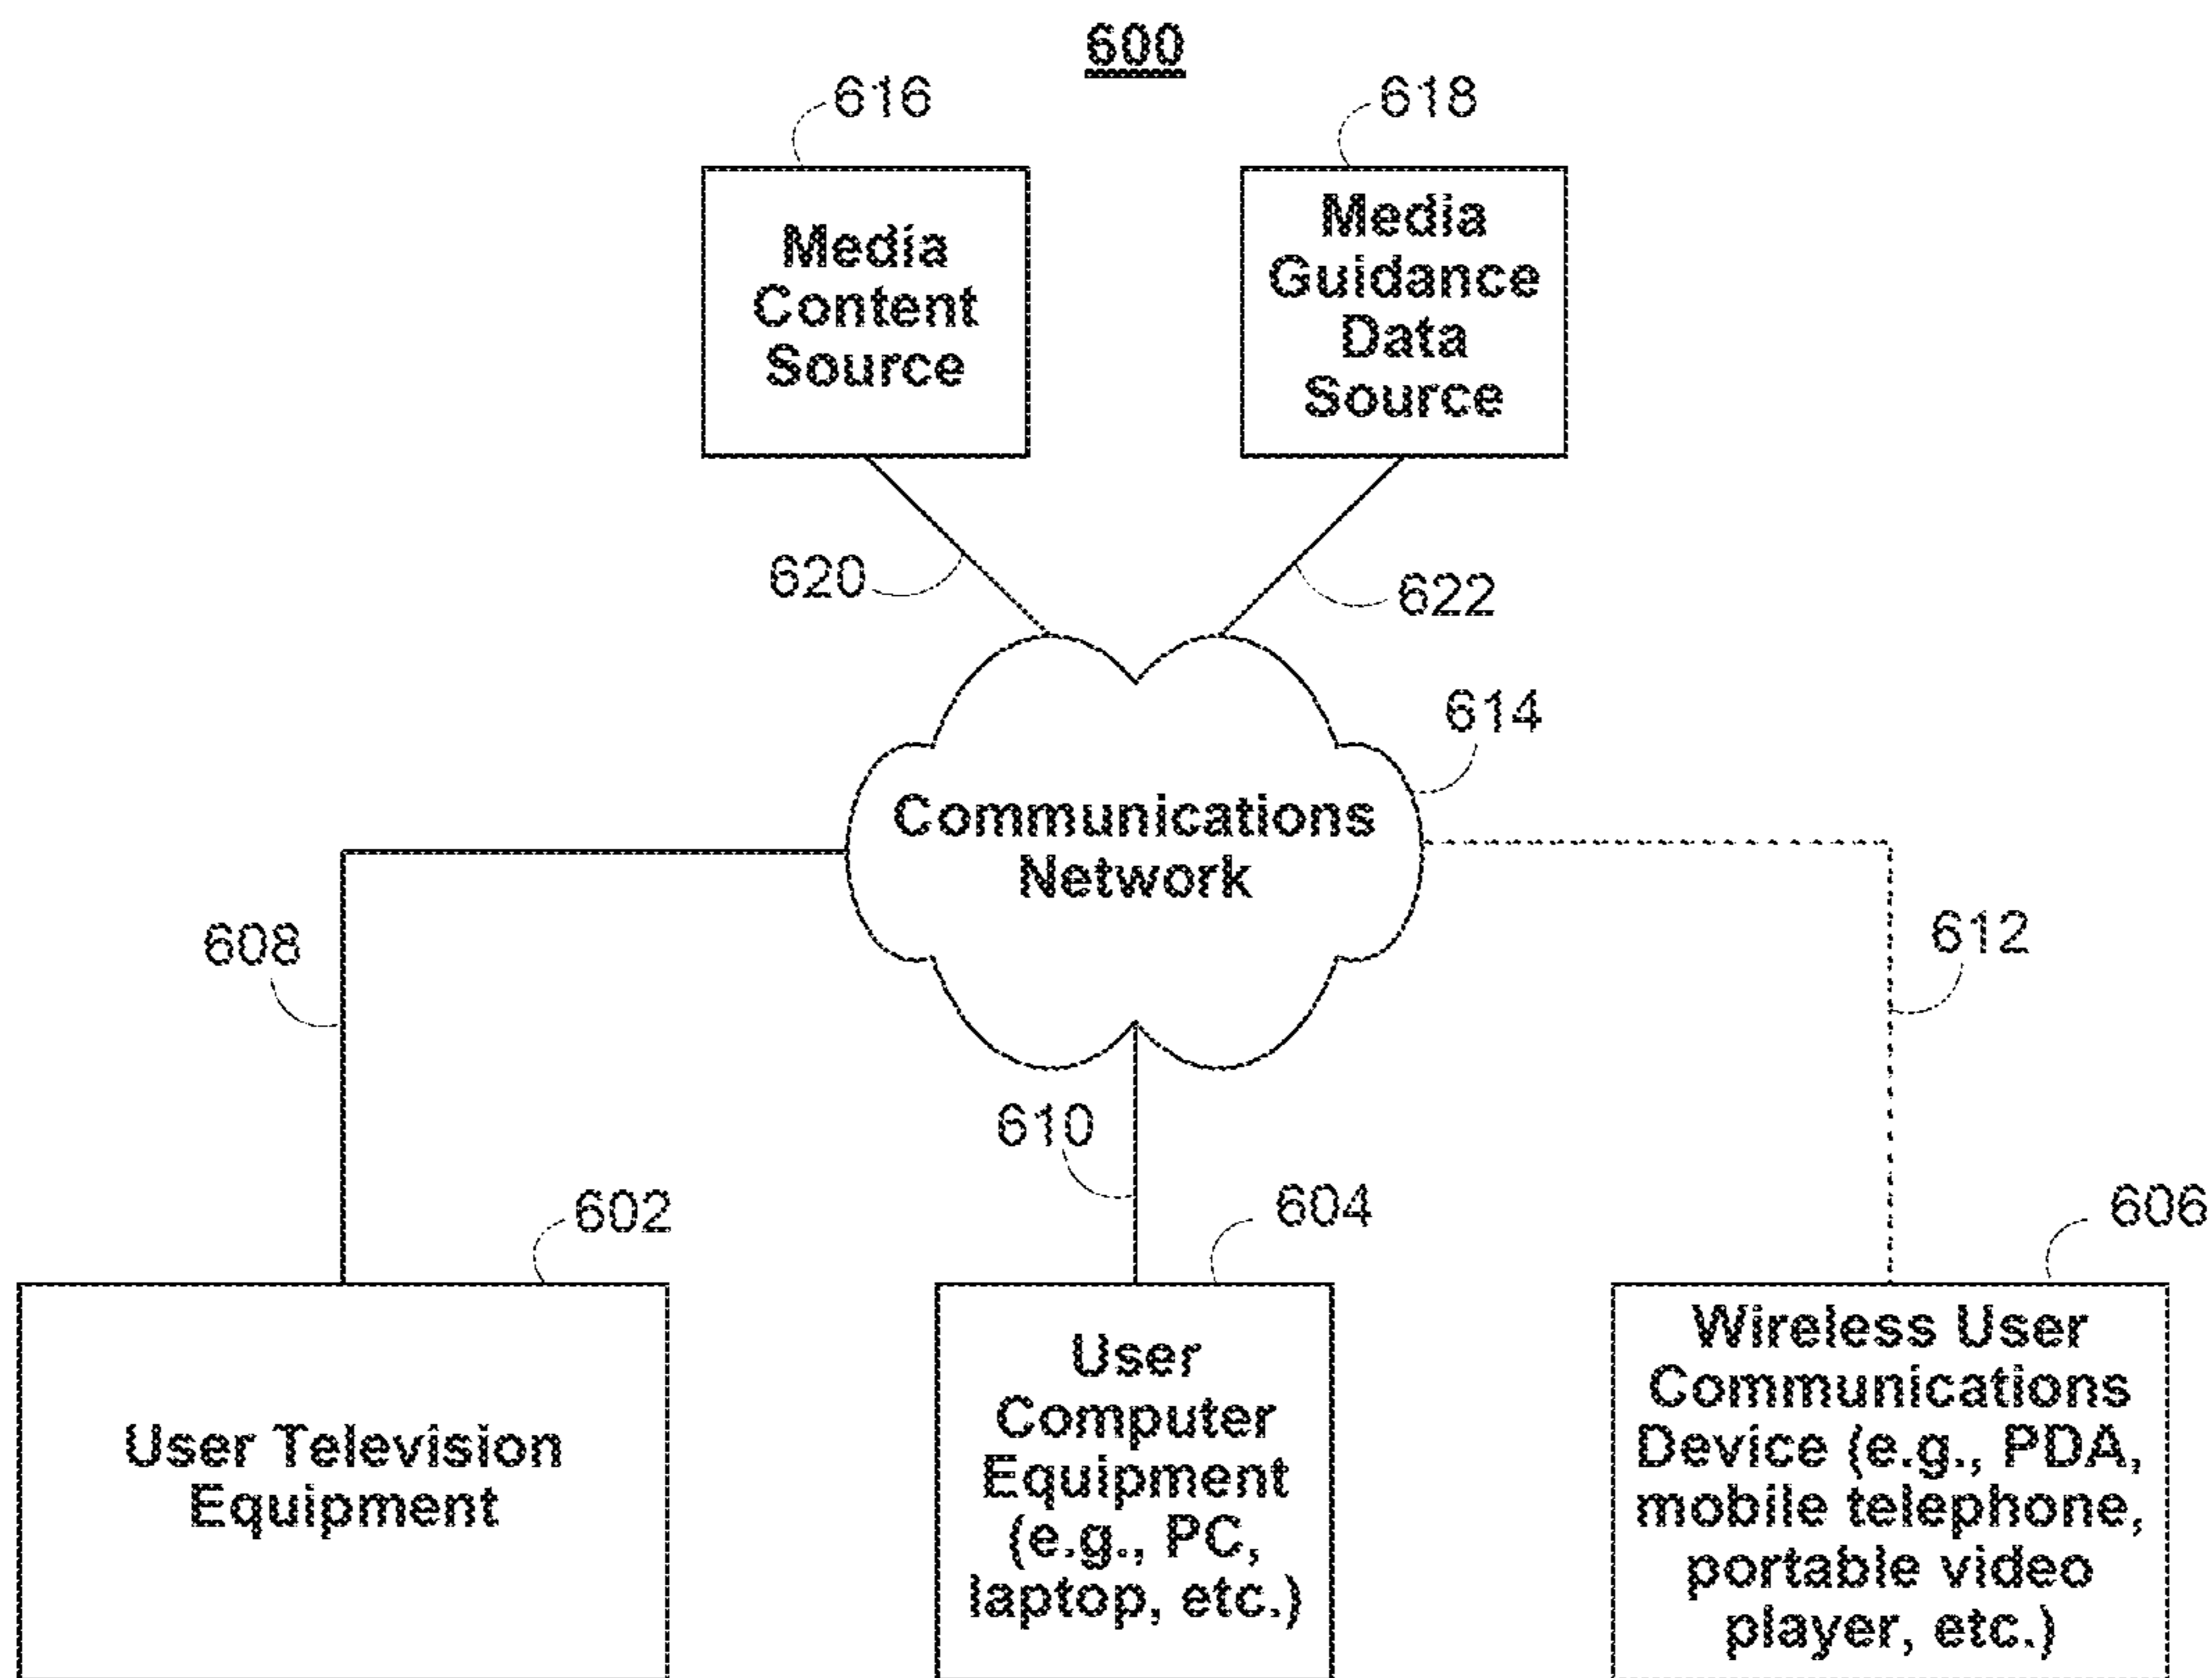 600
616
618
Media
Content
Source
Media
Guidance
Data
Source
620
622
614
Communications
Network
608
612
610
602
604
606
User Television
Equipment
User
Computer
Equipment
(e.g., PC,
laptop, etc.)
Wireless User
Communications
Device (e.g., PDA,
mobile telephone,
portable video
player, etc.)